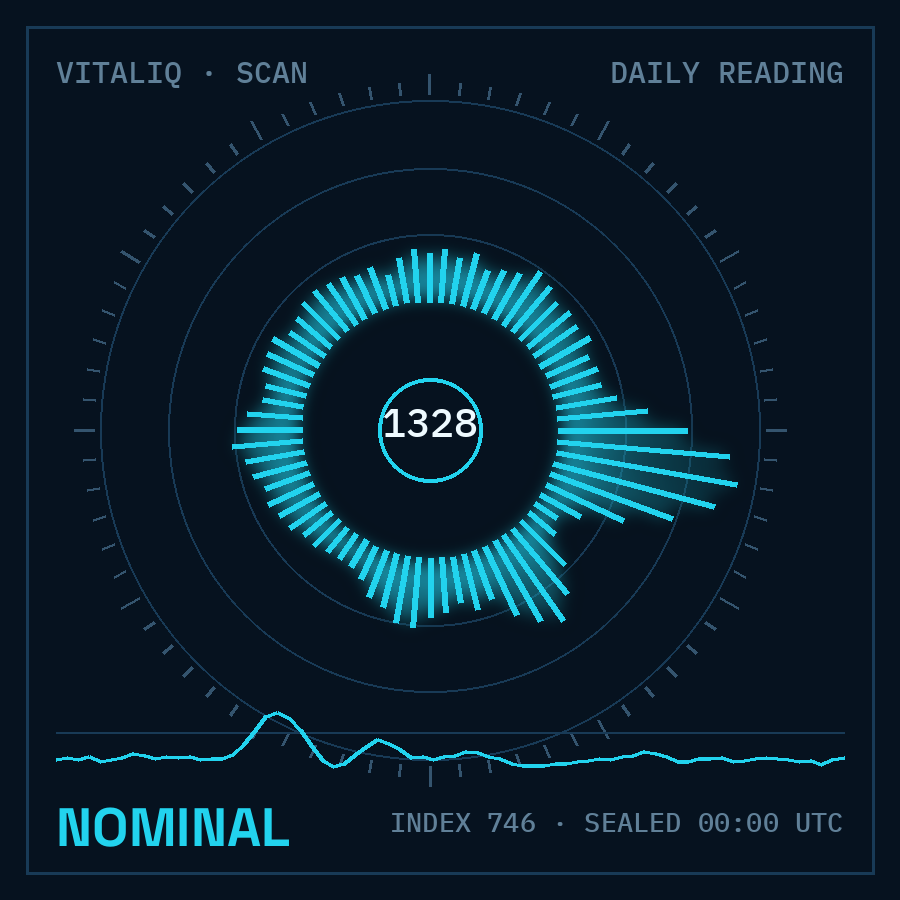 VITALIQ · SCAN
DAILY READING
1328
NOMINAL
INDEX 746 · SEALED 00:00 UTC